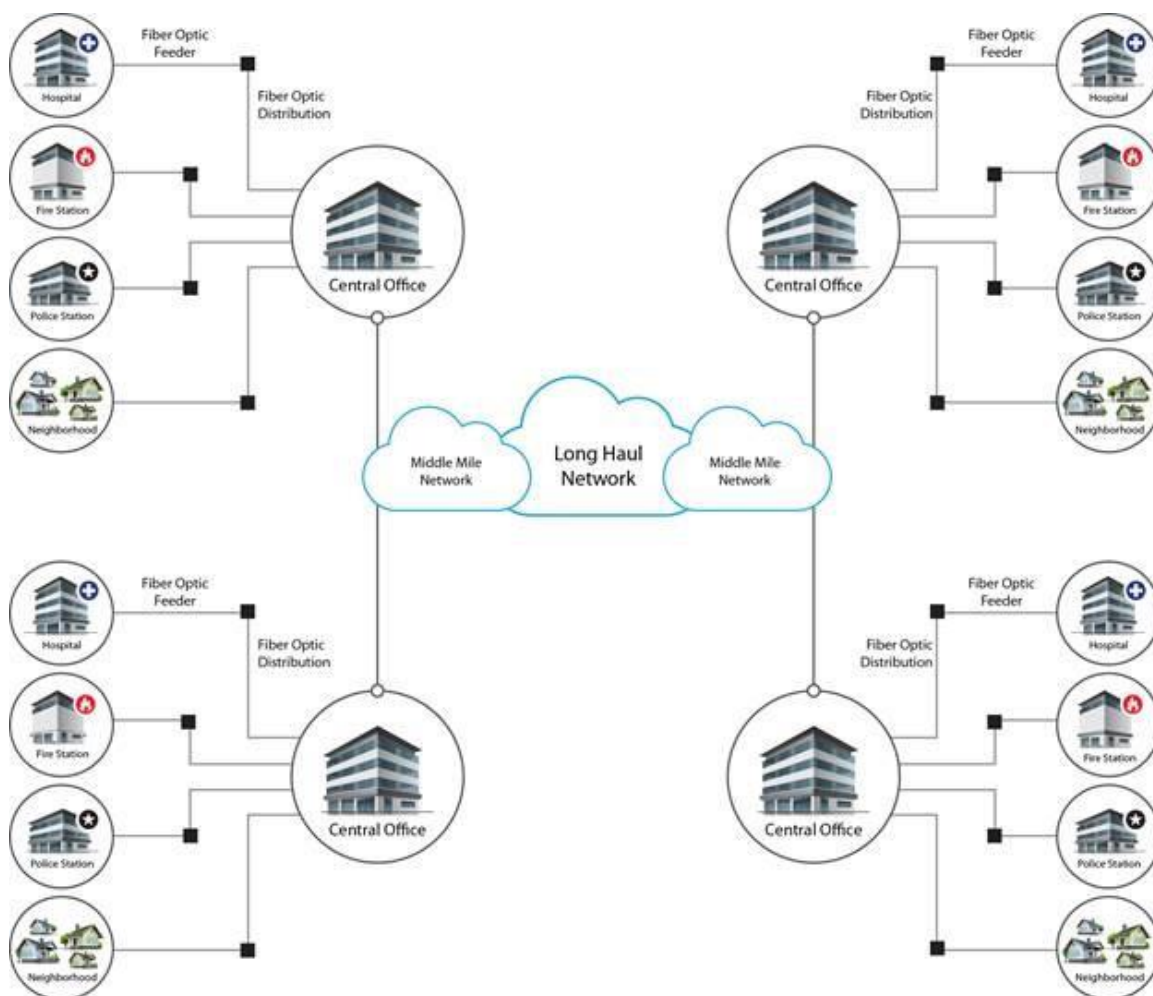 Fiber Optic
Feeder
Hospital
Fiber Optic
Distribution
Fire Station
Police Station
Neighborhood
Central Office
Fiber Optic
Feeder
Hospital
Fiber Optic
Distribution
Fire Station
Police Station
Neighborhood
Central Office
Middle Mile
Network
Long Haul
Network
Middle Mile
Network
Fiber Optic
Feeder
Hospital
Fiber Optic
Distribution
Fire Station
Police Station
Neighborhood
Central Office
Fiber Optic
Feeder
Hospital
Fiber Optic
Distribution
Fire Station
Police Station
Neighborhood
Central Office